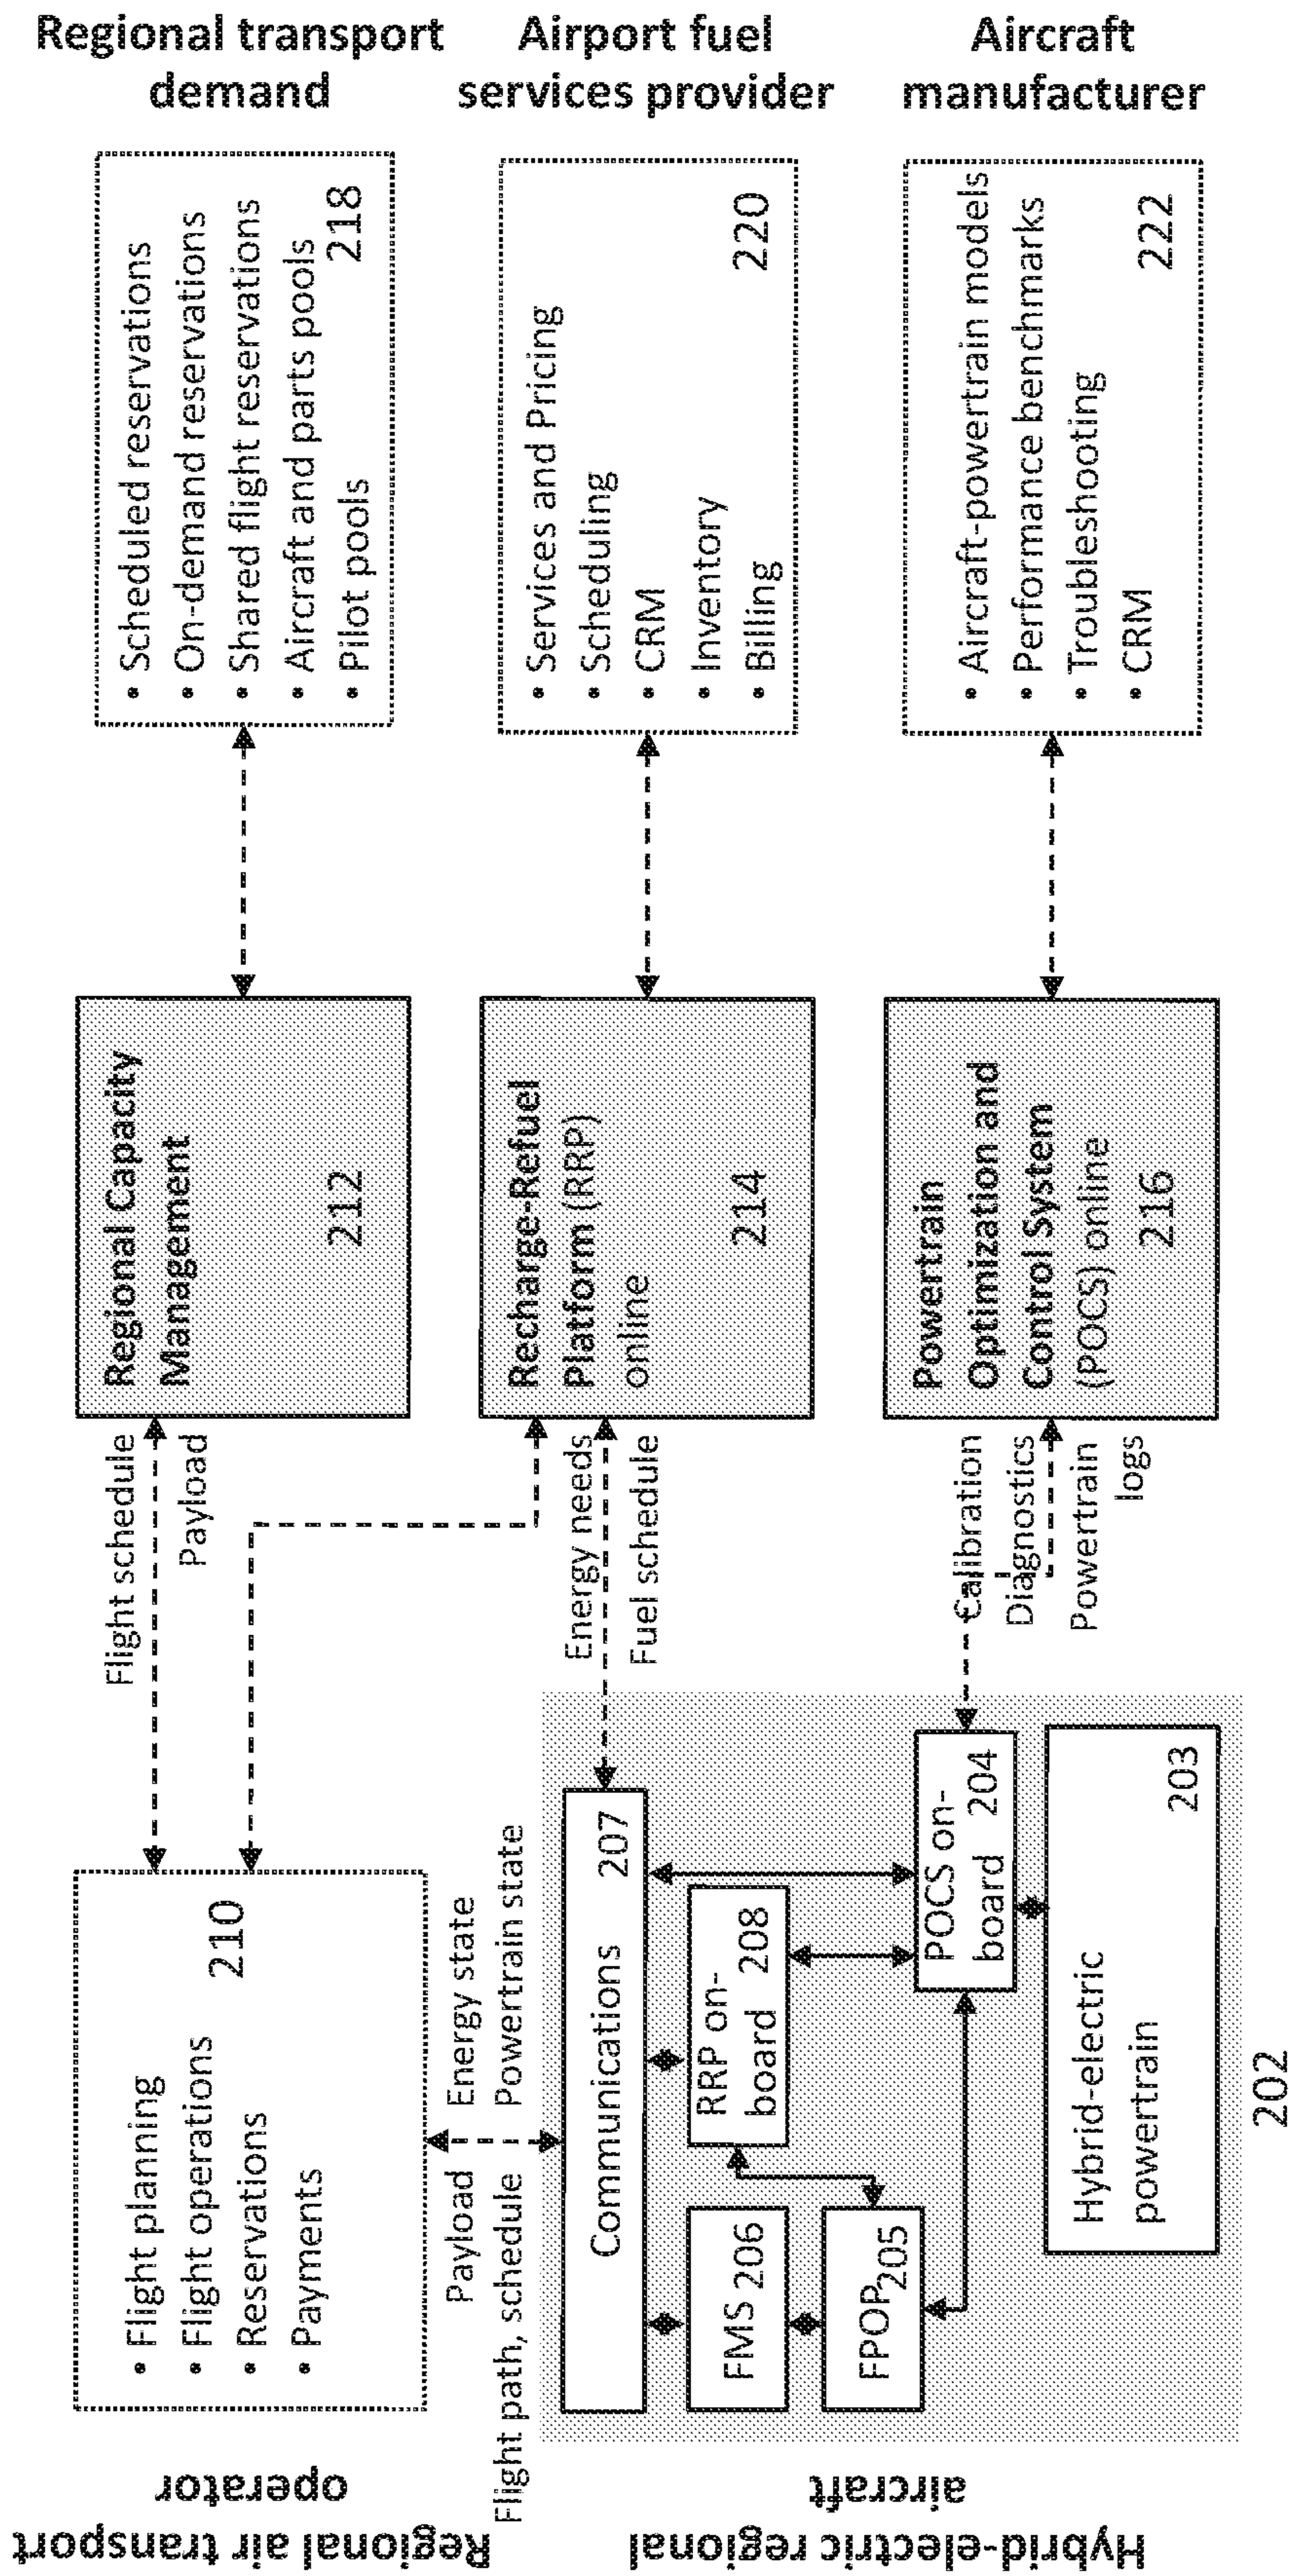 Regional air transport
operator
• Flight planning
• Flight operations
• Reservations
• Payments
210
Flight schedule
Payload
Regional Capacity
Management
212
Regional transport
demand
• Scheduled reservations
• On-demand reservations
• Shared flight reservations
• Aircraft and parts pools
• Pilot pools
218
Payload
Flight path, schedule
Energy state
Powertrain state
Energy needs
Fuel schedule
Recharge-Refuel
Platform (RRP)
online
214
Airport fuel
services provider
• Services and Pricing
• Scheduling
• CRM
• Inventory
• Billing
220
Hybrid-electric regional
aircraft
Communications 207
FMS 206
RRP on-
board 208
FPOP 205
POCS on-
board 204
Hybrid-electric
powertrain
203
202
Calibration
Diagnostics
Powertrain
logs
Powertrain
Optimization and
Control System
(POCS) online
216
Aircraft
manufacturer
• Aircraft-powertrain models
• Performance benchmarks
• Troubleshooting
• CRM
222